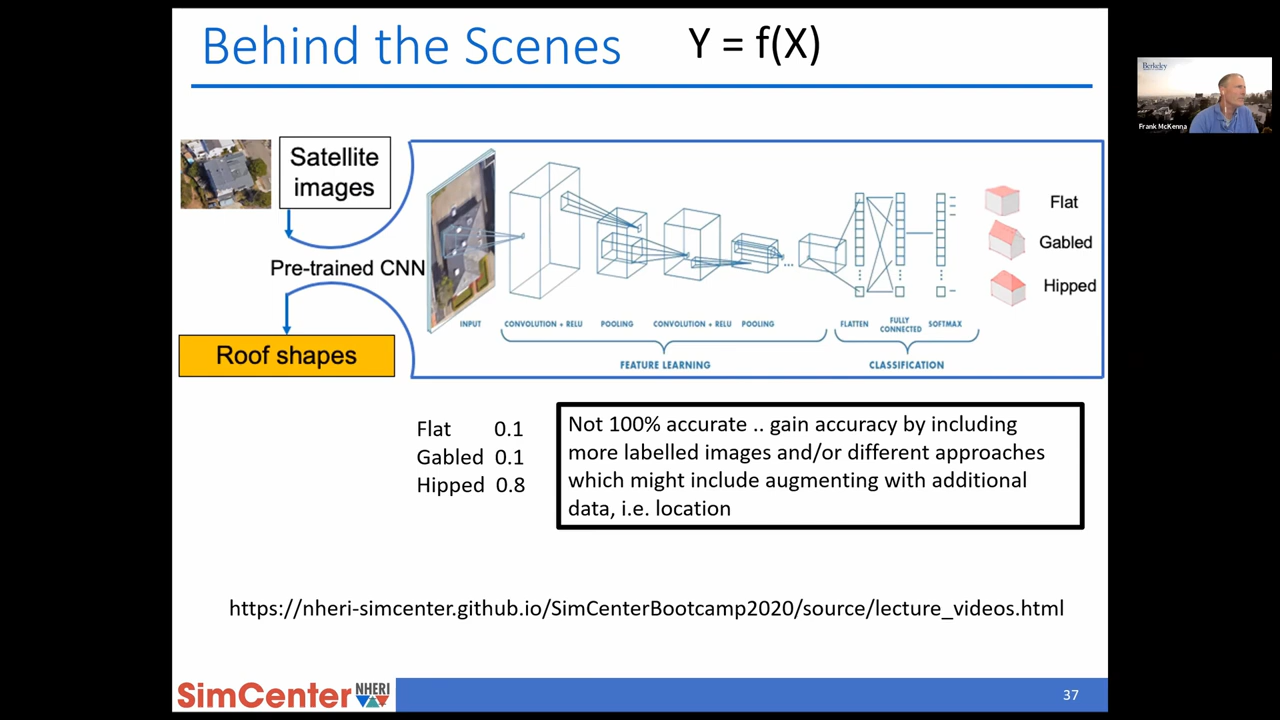 Behind the Scenes
Y = f(X)
Berkeley
Frank McKenna
Satellite
images
Pre-trained CNN
Roof shapes
Flat
Gabled
Hipped
INPUT
CONVOLUTION + RELU
POOLING
CONVOLUTION + RELU
POOLING
...
FLATTEN
FULLY
CONNECTED
SOFTMAX
FEATURE LEARNING
CLASSIFICATION
Flat 0.1
Gabled 0.1
Hipped 0.8
Not 100% accurate .. gain accuracy by including
more labelled images and/or different approaches
which might include augmenting with additional
data, i.e. location
https://nheri-simcenter.github.io/SimCenterBootcamp2020/source/lecture_videos.html
SimCenter NHERI
37